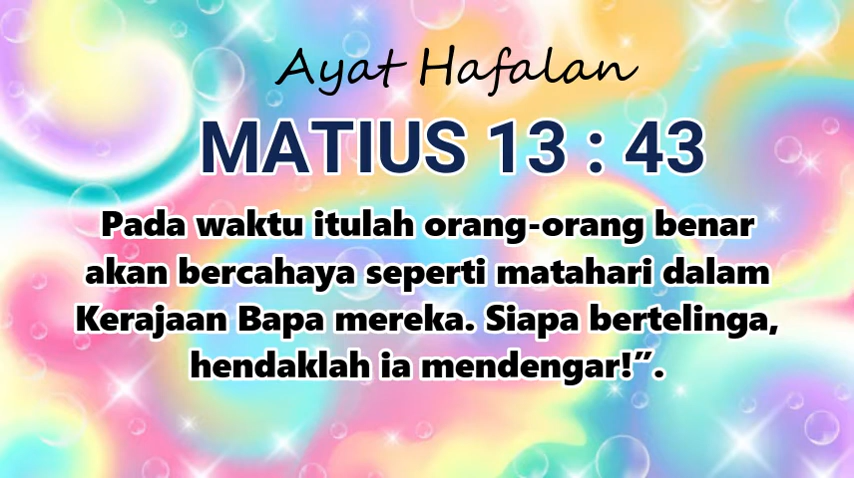 Ayat Hafalan
MATIUS 13 : 43
Pada waktu itulah orang-orang benar
akan bercahaya seperti matahari dalam
Kerajaan Bapa mereka. Siapa bertelinga,
hendaklah ia mendengar!”.